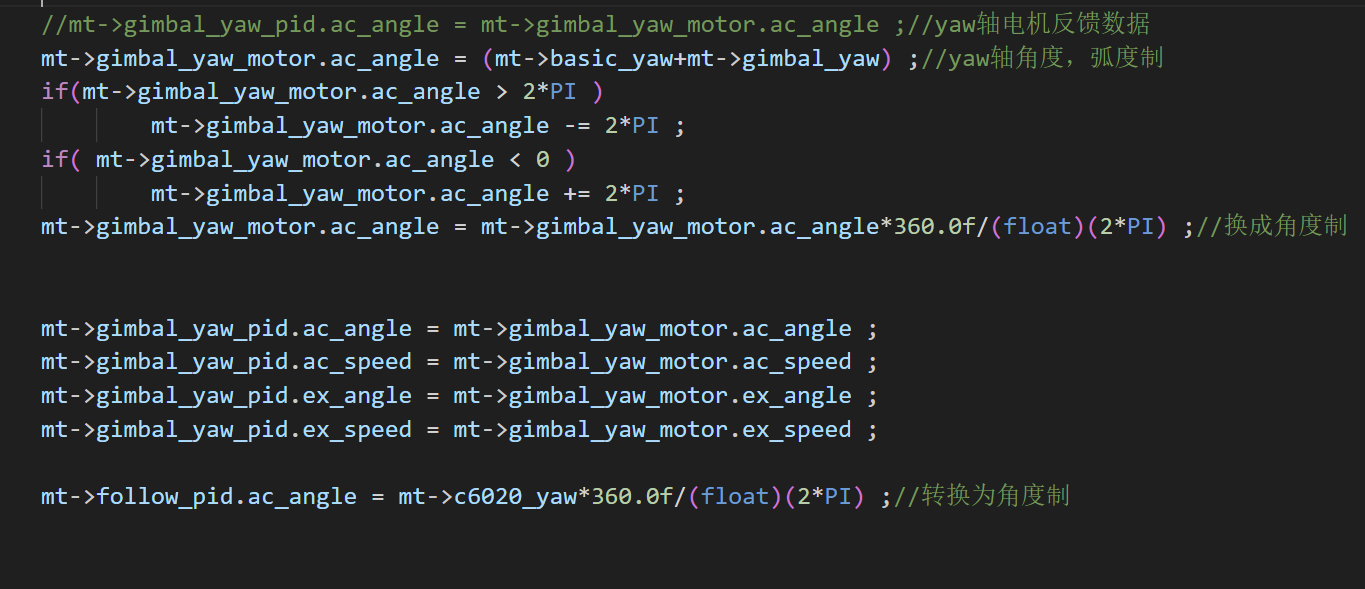 //mt->gimbal_yaw_pid.ac_angle = mt->gimbal_yaw_motor.ac_angle ;//yaw轴电机反馈数据
mt->gimbal_yaw_motor.ac_angle = (mt->basic_yaw+mt->gimbal_yaw) ;//yaw轴角度，弧度制
if(mt->gimbal_yaw_motor.ac_angle > 2*PI )
mt->gimbal_yaw_motor.ac_angle -= 2*PI ;
if( mt->gimbal_yaw_motor.ac_angle < 0 )
mt->gimbal_yaw_motor.ac_angle += 2*PI ;
mt->gimbal_yaw_motor.ac_angle = mt->gimbal_yaw_motor.ac_angle*360.0f/(float)(2*PI) ;//换成角度制
mt->gimbal_yaw_pid.ac_angle = mt->gimbal_yaw_motor.ac_angle ;
mt->gimbal_yaw_pid.ac_speed = mt->gimbal_yaw_motor.ac_speed ;
mt->gimbal_yaw_pid.ex_angle = mt->gimbal_yaw_motor.ex_angle ;
mt->gimbal_yaw_pid.ex_speed = mt->gimbal_yaw_motor.ex_speed ;
mt->follow_pid.ac_angle = mt->c6020_yaw*360.0f/(float)(2*PI) ;//转换为角度制